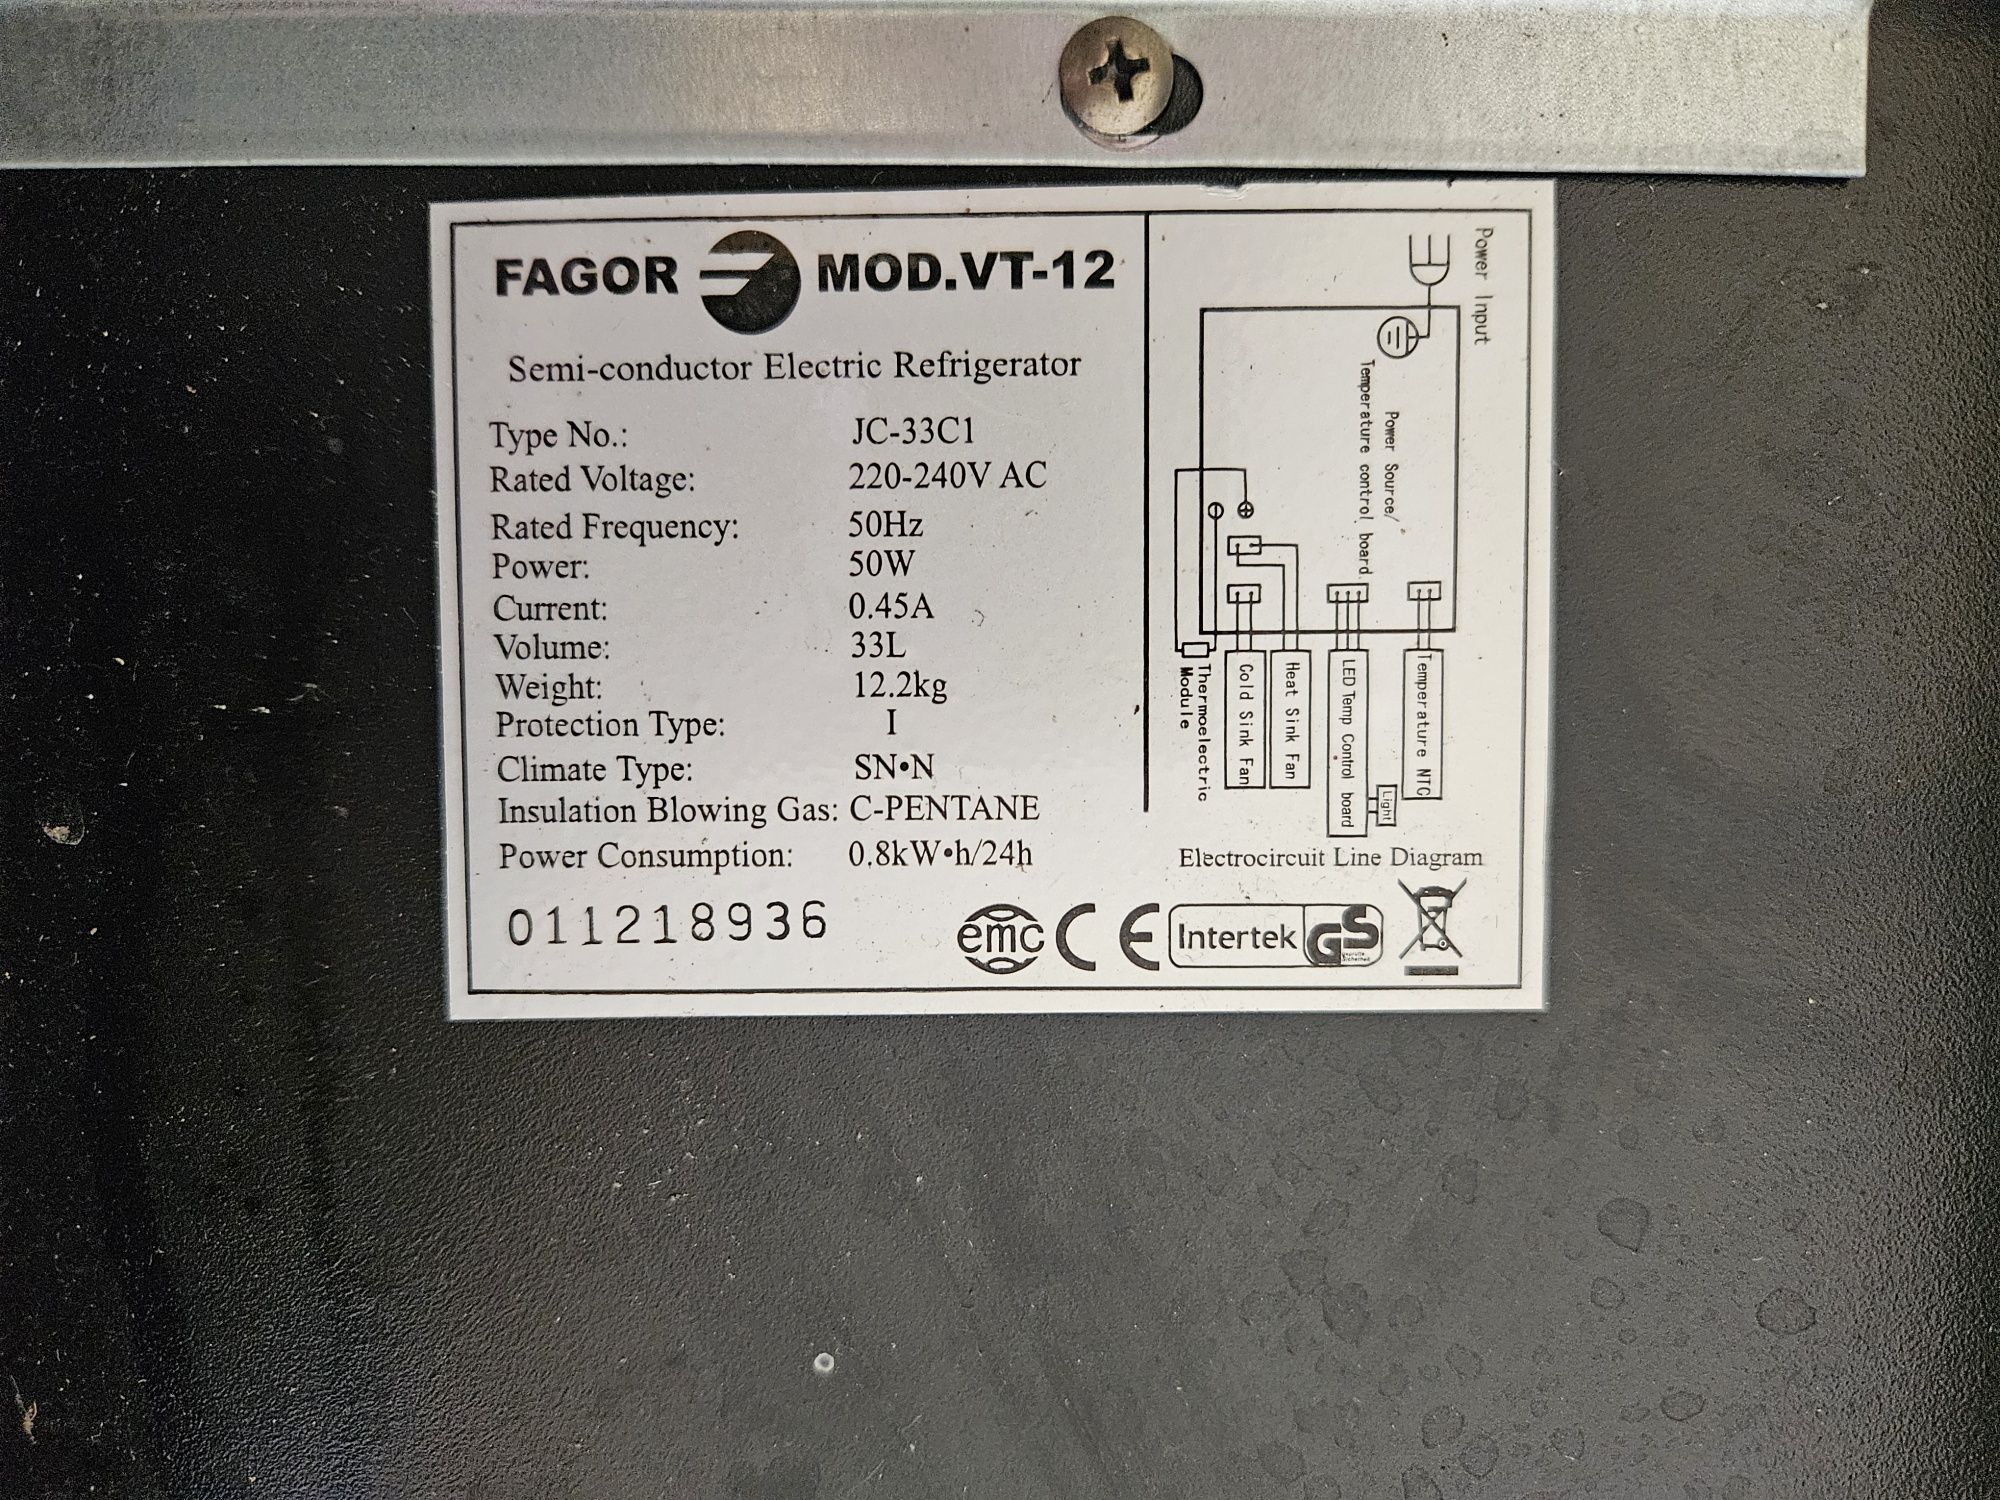 FAGOR MOD.VT-12
Semi-conductor Electric Refrigerator
Type No.: JC-33C1
Rated Voltage: 220-240V AC
Rated Frequency: 50Hz
Power: 50W
Current: 0.45A
Volume: 33L
Weight: 12.2kg
Protection Type: I
Climate Type: SN•N
Insulation Blowing Gas: C-PENTANE
Power Consumption: 0.8kW•h/24h
011218936
Power Input
Power Source/
Temperature control board
Temperature NTC
Light
LED Temp Control board
Heat Sink Fan
Cold Sink Fan
Thermoelectric
Module
Electrocircuit Line Diagram
emc CE Intertek GS
geprüfte
Sicherheit